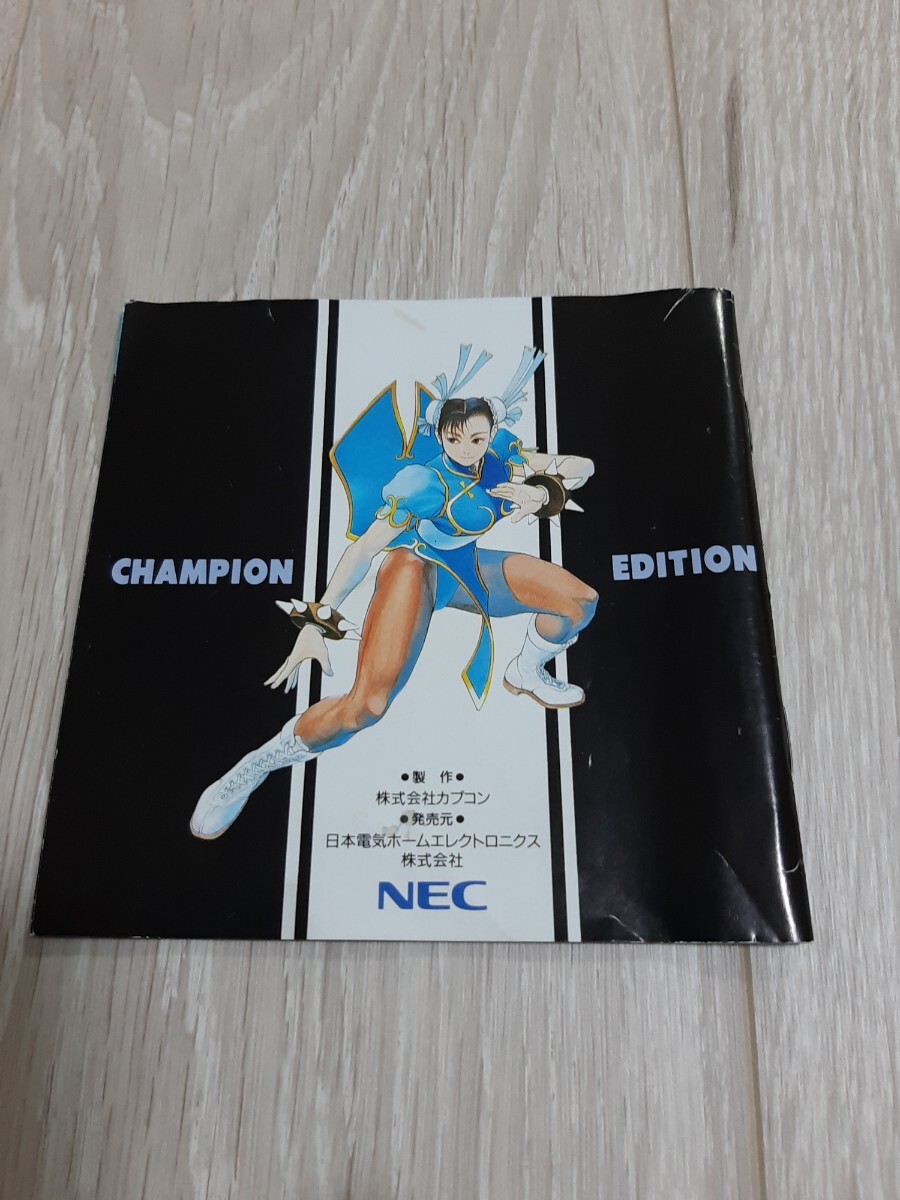 CHAMPION EDITION
●製 作●
株式会社カプコン
●発売元●
日本電気ホームエレクトロニクス
株式会社
NEC